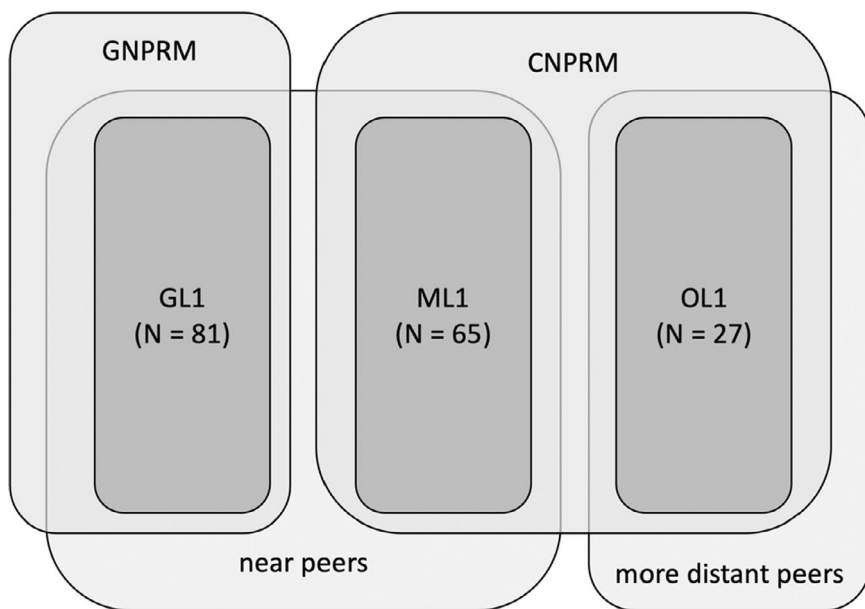 GNPRM
CNPRM
GL1
(N = 81)
ML1
(N = 65)
OL1
(N = 27)
near peers
more distant peers